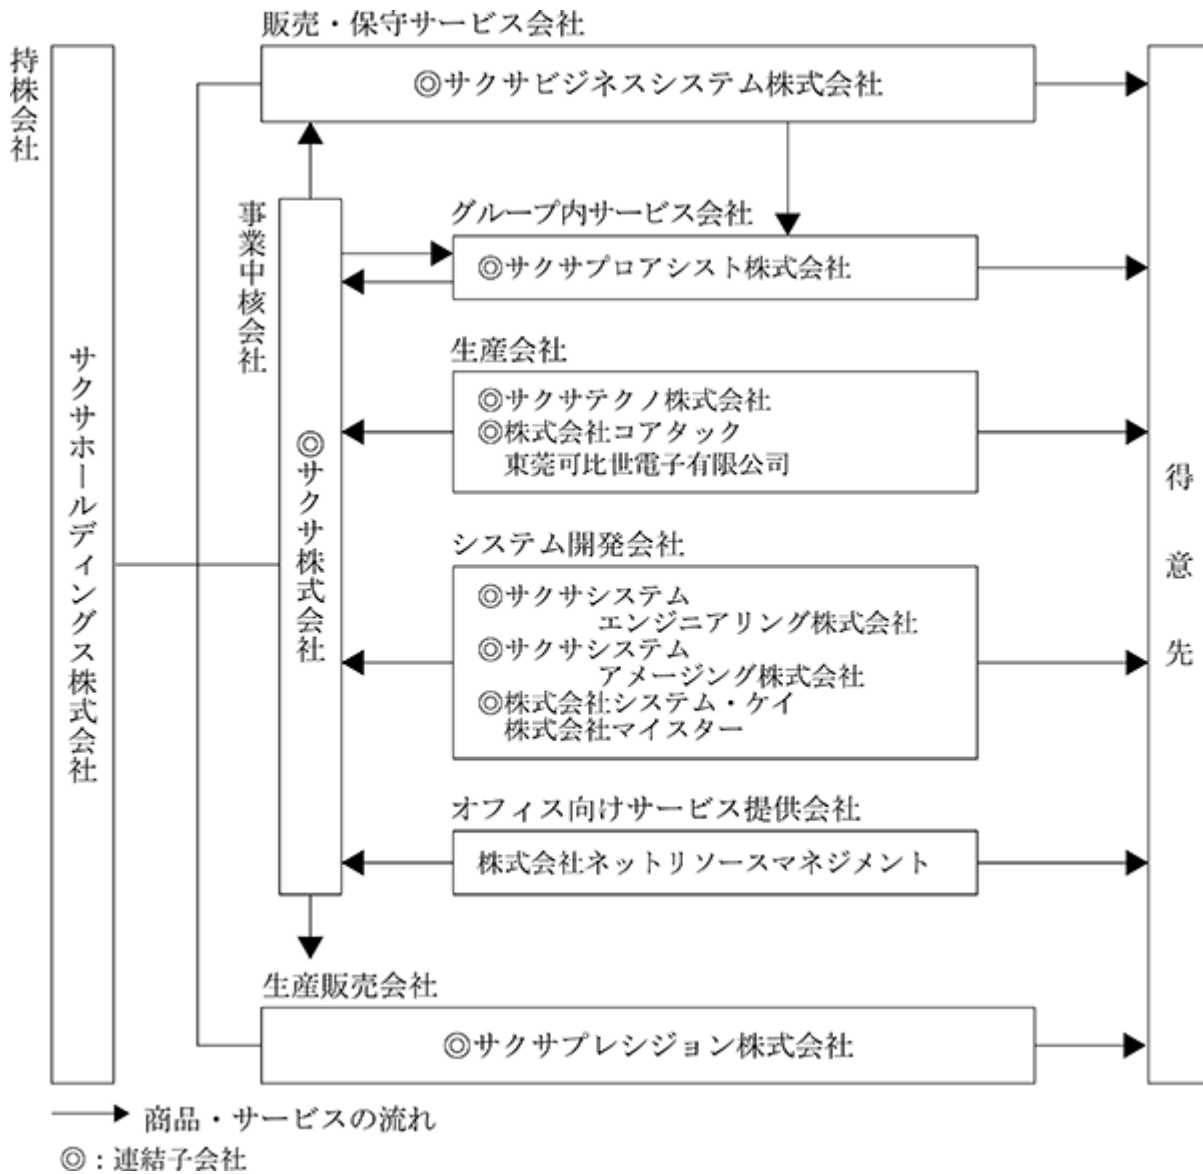 持株会社
サクサホールディングス株式会社
販売・保守サービス会社
◎サクサビジネスシステム株式会社
事業中核会社
◎サクサ株式会社
グループ内サービス会社
◎サクサプロアシスト株式会社
生産会社
◎サクサテクノ株式会社
◎株式会社コアタック
東莞可比世電子有限公司
システム開発会社
◎サクサシステム
エンジニアリング株式会社
◎サクサシステム
アメージング株式会社
◎株式会社システム・ケイ
株式会社マイスター
オフィス向けサービス提供会社
株式会社ネットリソースマネジメント
生産販売会社
◎サクサプレシジョン株式会社
得意先
商品・サービスの流れ
◎：連結子会社